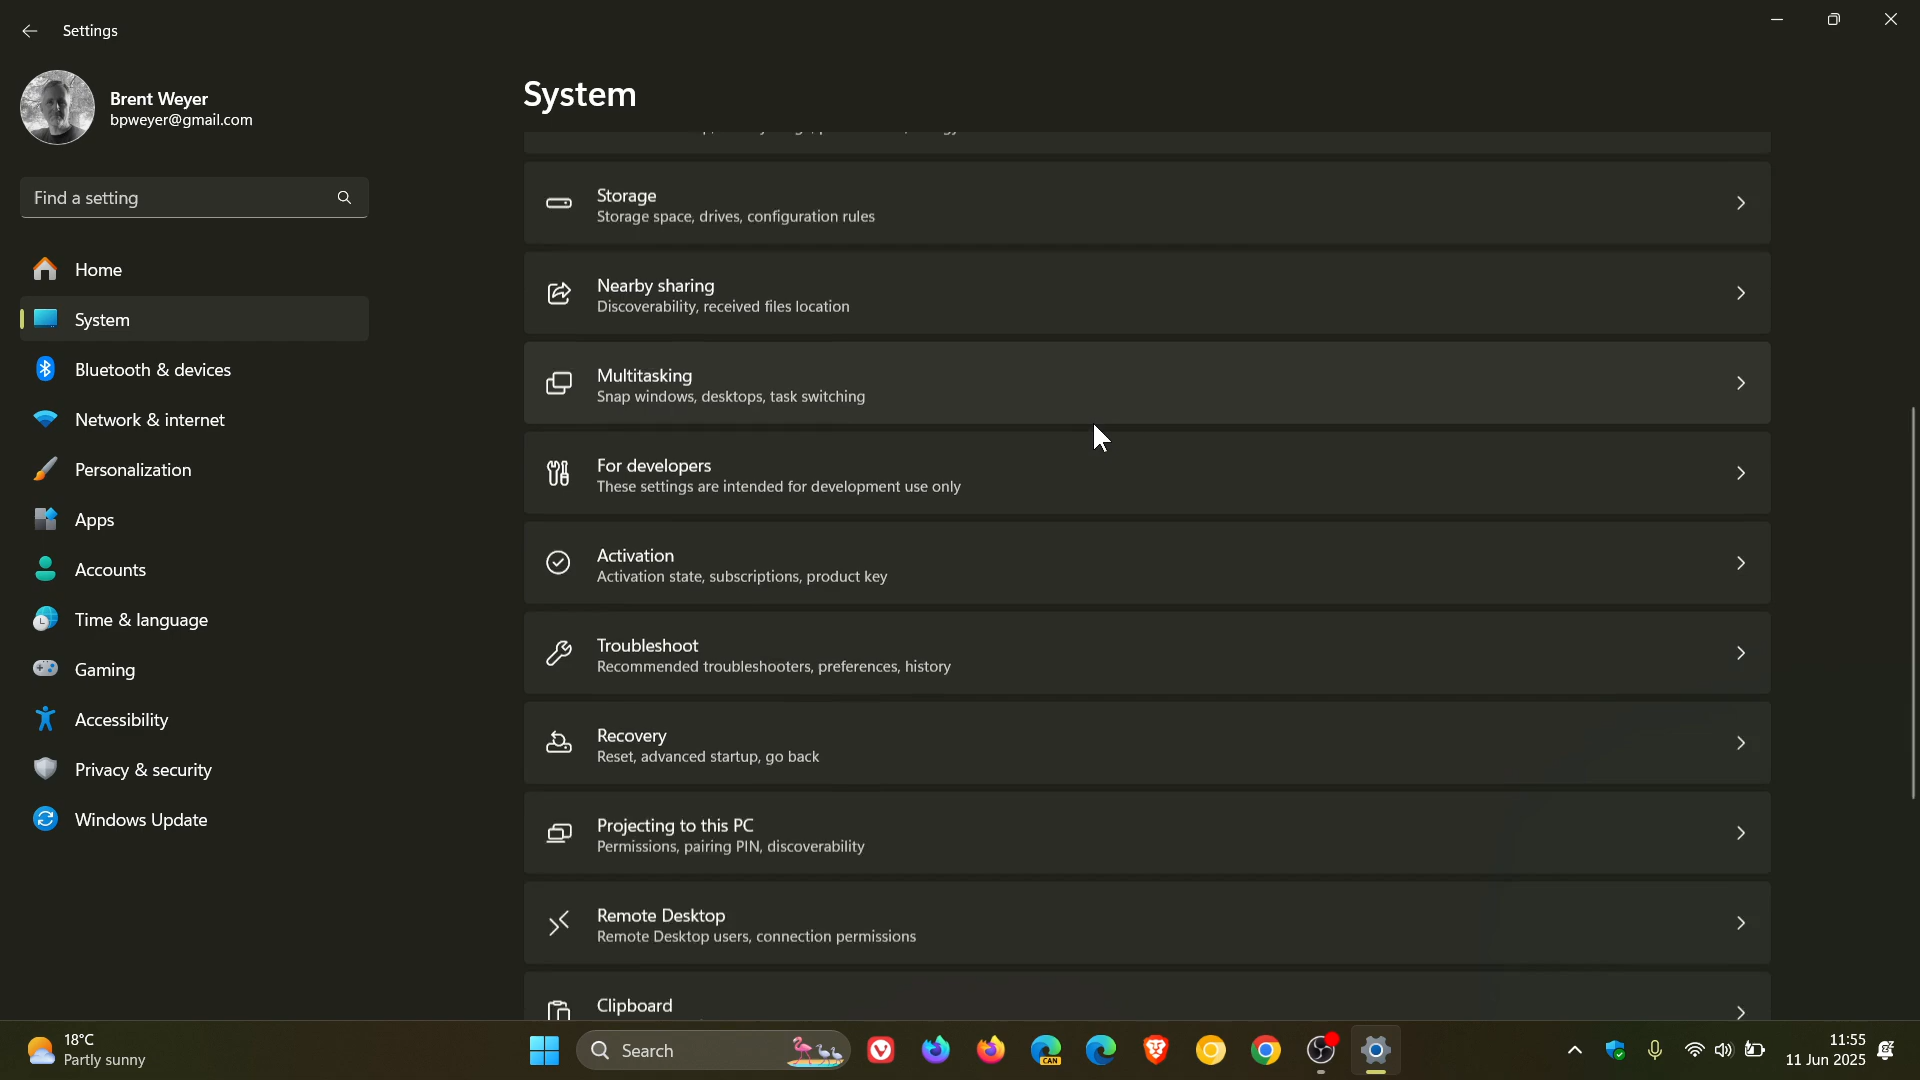 Settings
Brent Weyer
bpweyer@gmail.com
Find a setting
Home
System
Bluetooth & devices
Network & internet
Personalization
Apps
Accounts
Time & language
Gaming
Accessibility
Privacy & security
Windows Update
System
Storage
Storage space, drives, configuration rules
Nearby sharing
Discoverability, received files location
Multitasking
Snap windows, desktops, task switching
For developers
These settings are intended for development use only
Activation
Activation state, subscriptions, product key
Troubleshoot
Recommended troubleshooters, preferences, history
Recovery
Reset, advanced startup, go back
Projecting to this PC
Permissions, pairing PIN, discoverability
Remote Desktop
Remote Desktop users, connection permissions
Clipboard
18°C
Partly sunny
Search
CAN
11:55
11 Jun 2025